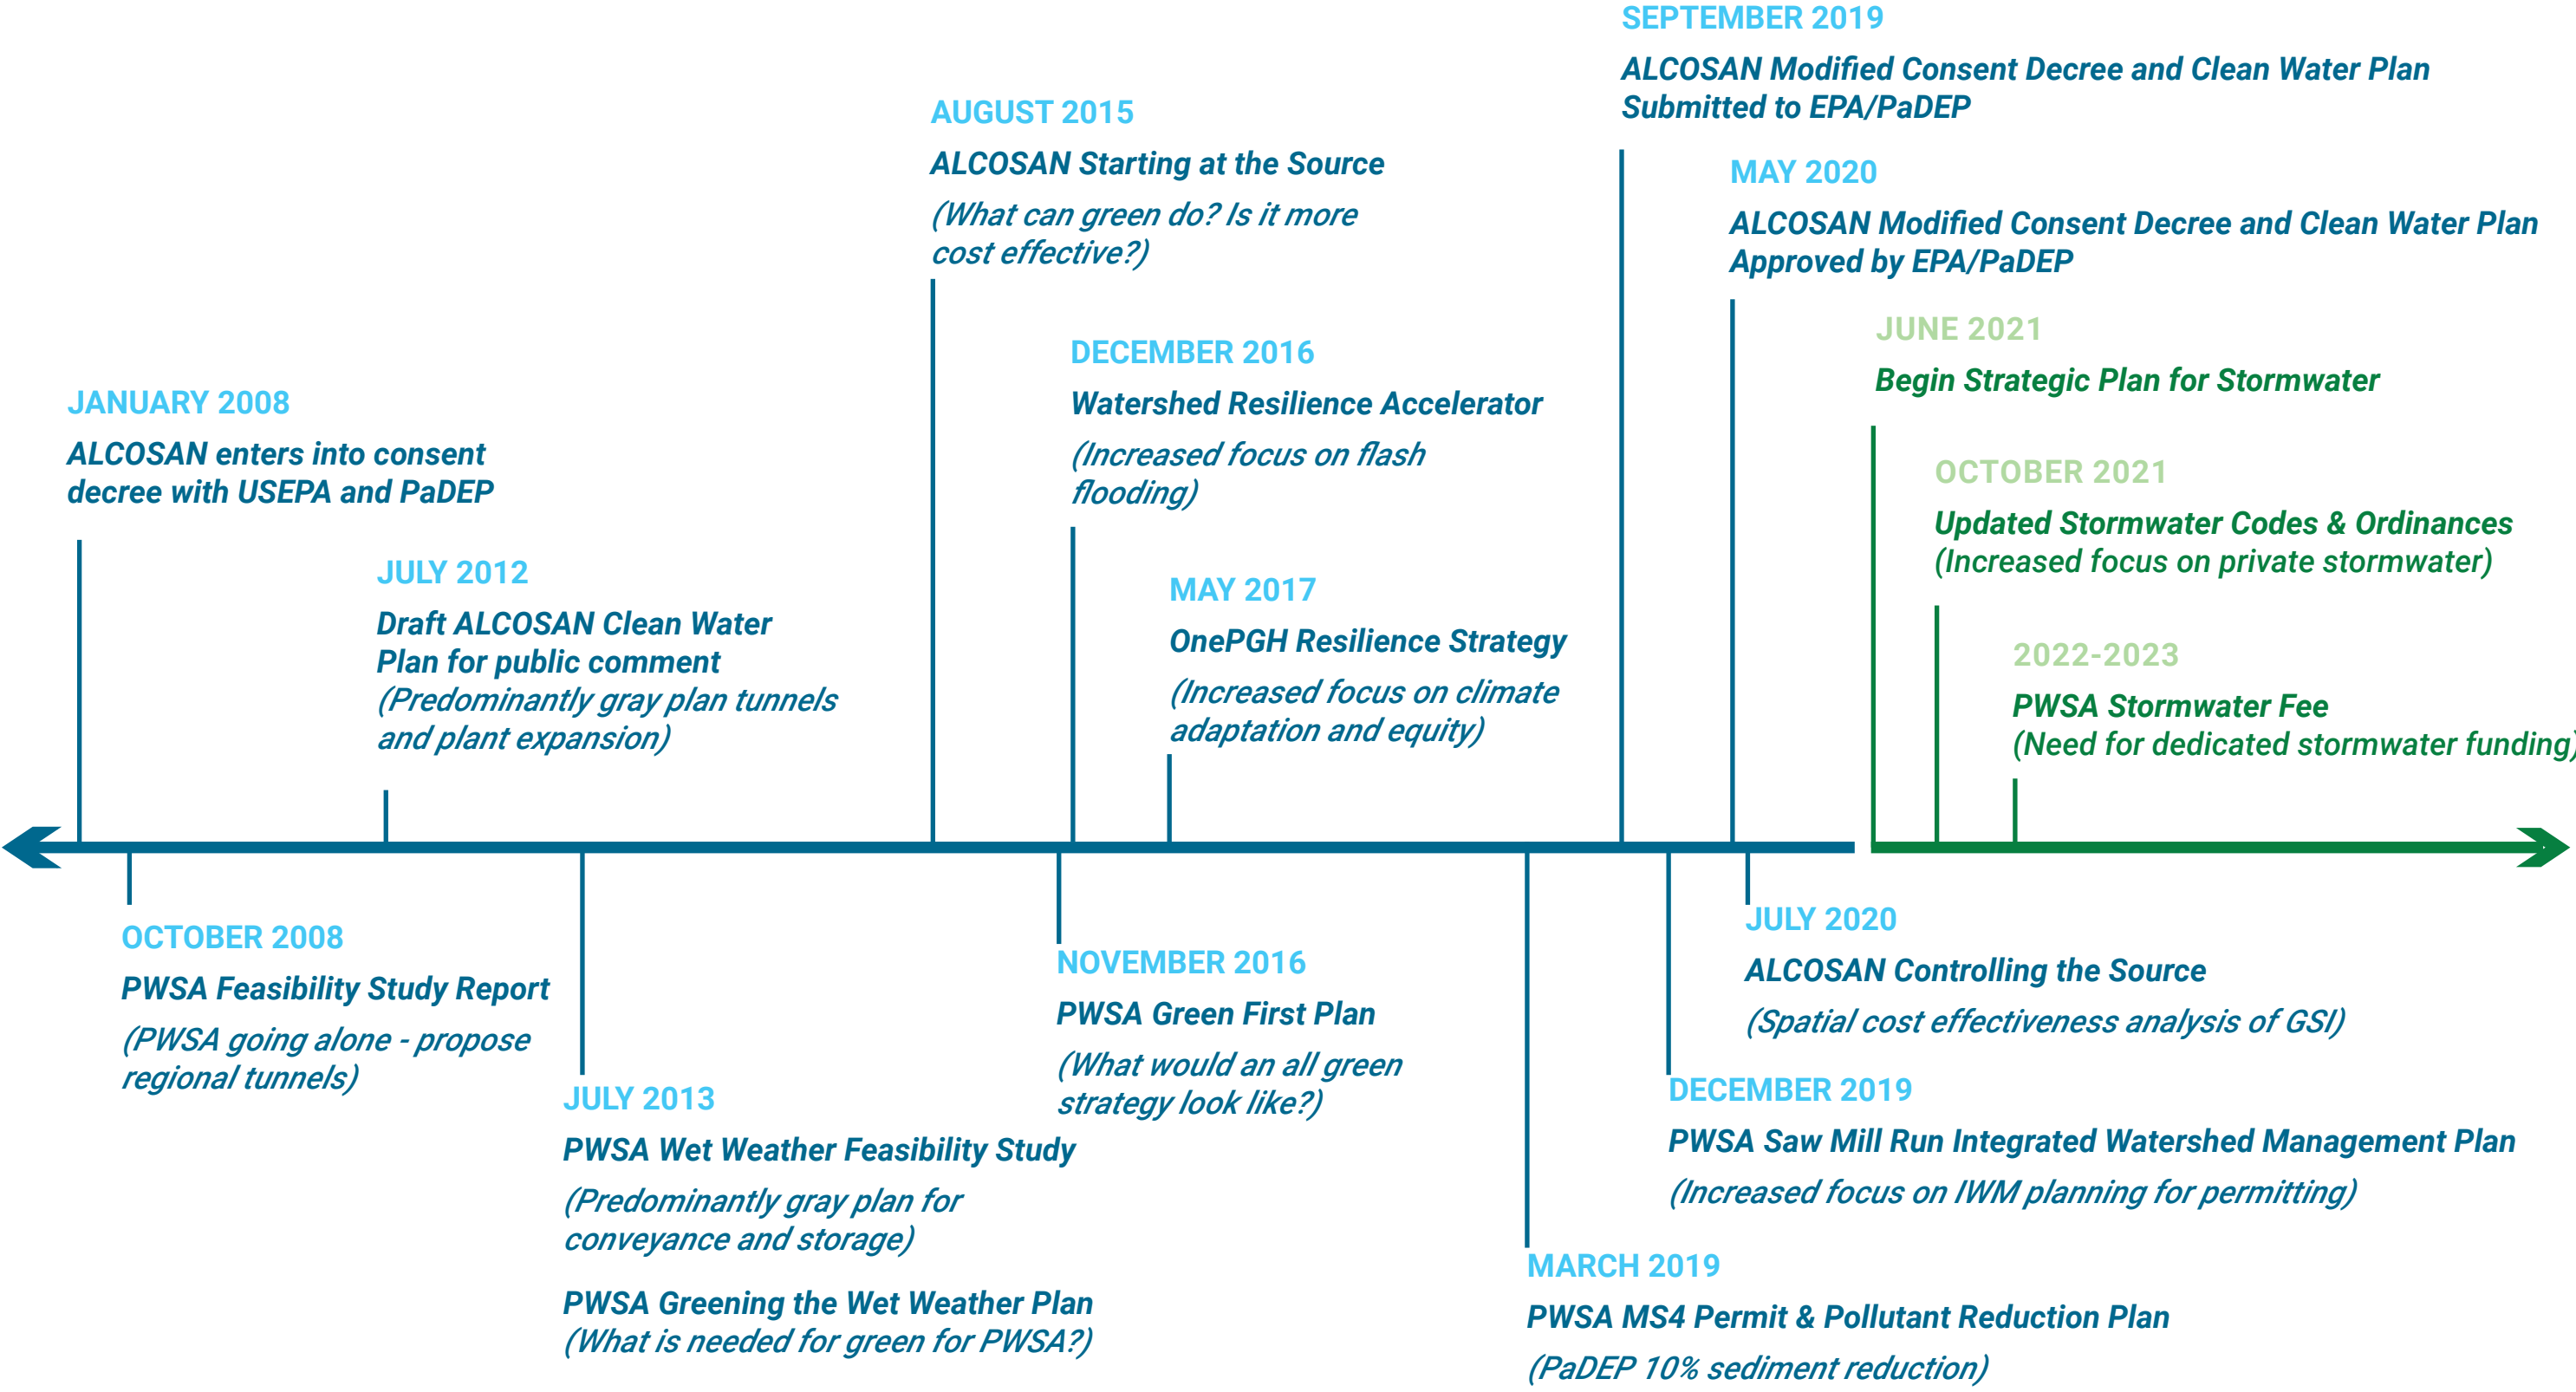 SEPTEMBER 2019
ALCOSAN Modified Consent Decree and Clean Water Plan
Submitted to EPA/PaDEP
AUGUST 2015
ALCOSAN Starting at the Source
(What can green do? Is it more
cost effective?)
MAY 2020
ALCOSAN Modified Consent Decree and Clean Water Plan
Approved by EPA/PaDEP
JUNE 2021
Begin Strategic Plan for Stormwater
DECEMBER 2016
Watershed Resilience Accelerator
(Increased focus on flash
flooding)
JANUARY 2008
ALCOSAN enters into consent
decree with USEPA and PaDEP
OCTOBER 2021
Updated Stormwater Codes & Ordinances
(Increased focus on private stormwater)
JULY 2012
Draft ALCOSAN Clean Water
Plan for public comment
(Predominantly gray plan tunnels
and plant expansion)
MAY 2017
OnePGH Resilience Strategy
(Increased focus on climate
adaptation and equity)
2022-2023
PWSA Stormwater Fee
(Need for dedicated stormwater funding)
OCTOBER 2008
PWSA Feasibility Study Report
(PWSA going alone - propose
regional tunnels)
JULY 2013
PWSA Wet Weather Feasibility Study
(Predominantly gray plan for
conveyance and storage)
PWSA Greening the Wet Weather Plan
(What is needed for green for PWSA?)
NOVEMBER 2016
PWSA Green First Plan
(What would an all green
strategy look like?)
JULY 2020
ALCOSAN Controlling the Source
(Spatial cost effectiveness analysis of GSI)
DECEMBER 2019
PWSA Saw Mill Run Integrated Watershed Management Plan
(Increased focus on IWM planning for permitting)
MARCH 2019
PWSA MS4 Permit & Pollutant Reduction Plan
(PaDEP 10% sediment reduction)